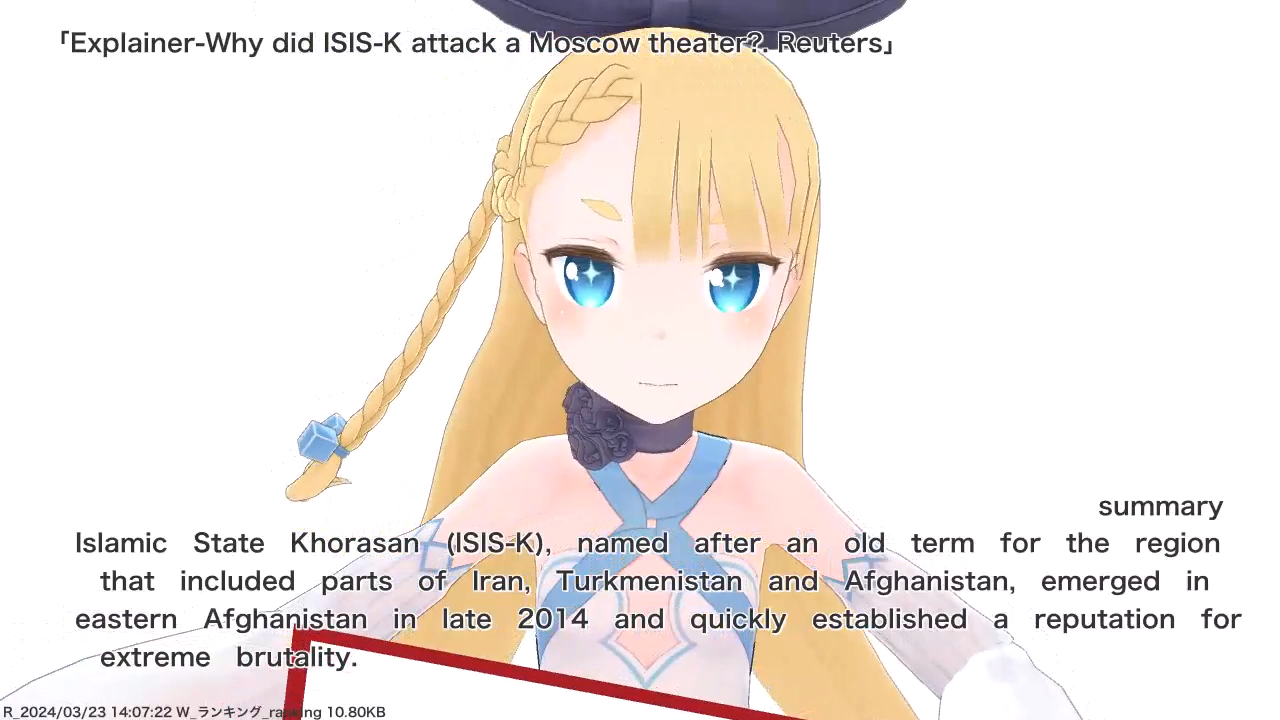 「Explainer-Why did ISIS-K attack a Moscow theater?. Reuters」
summary
Islamic State Khorasan (ISIS-K), named after an old term for the region
that included parts of Iran, Turkmenistan and Afghanistan, emerged in
eastern Afghanistan in late 2014 and quickly established a reputation for
extreme brutality.
R_2024/03/23 14:07:22 W_ランキング_ranking 10.80KB